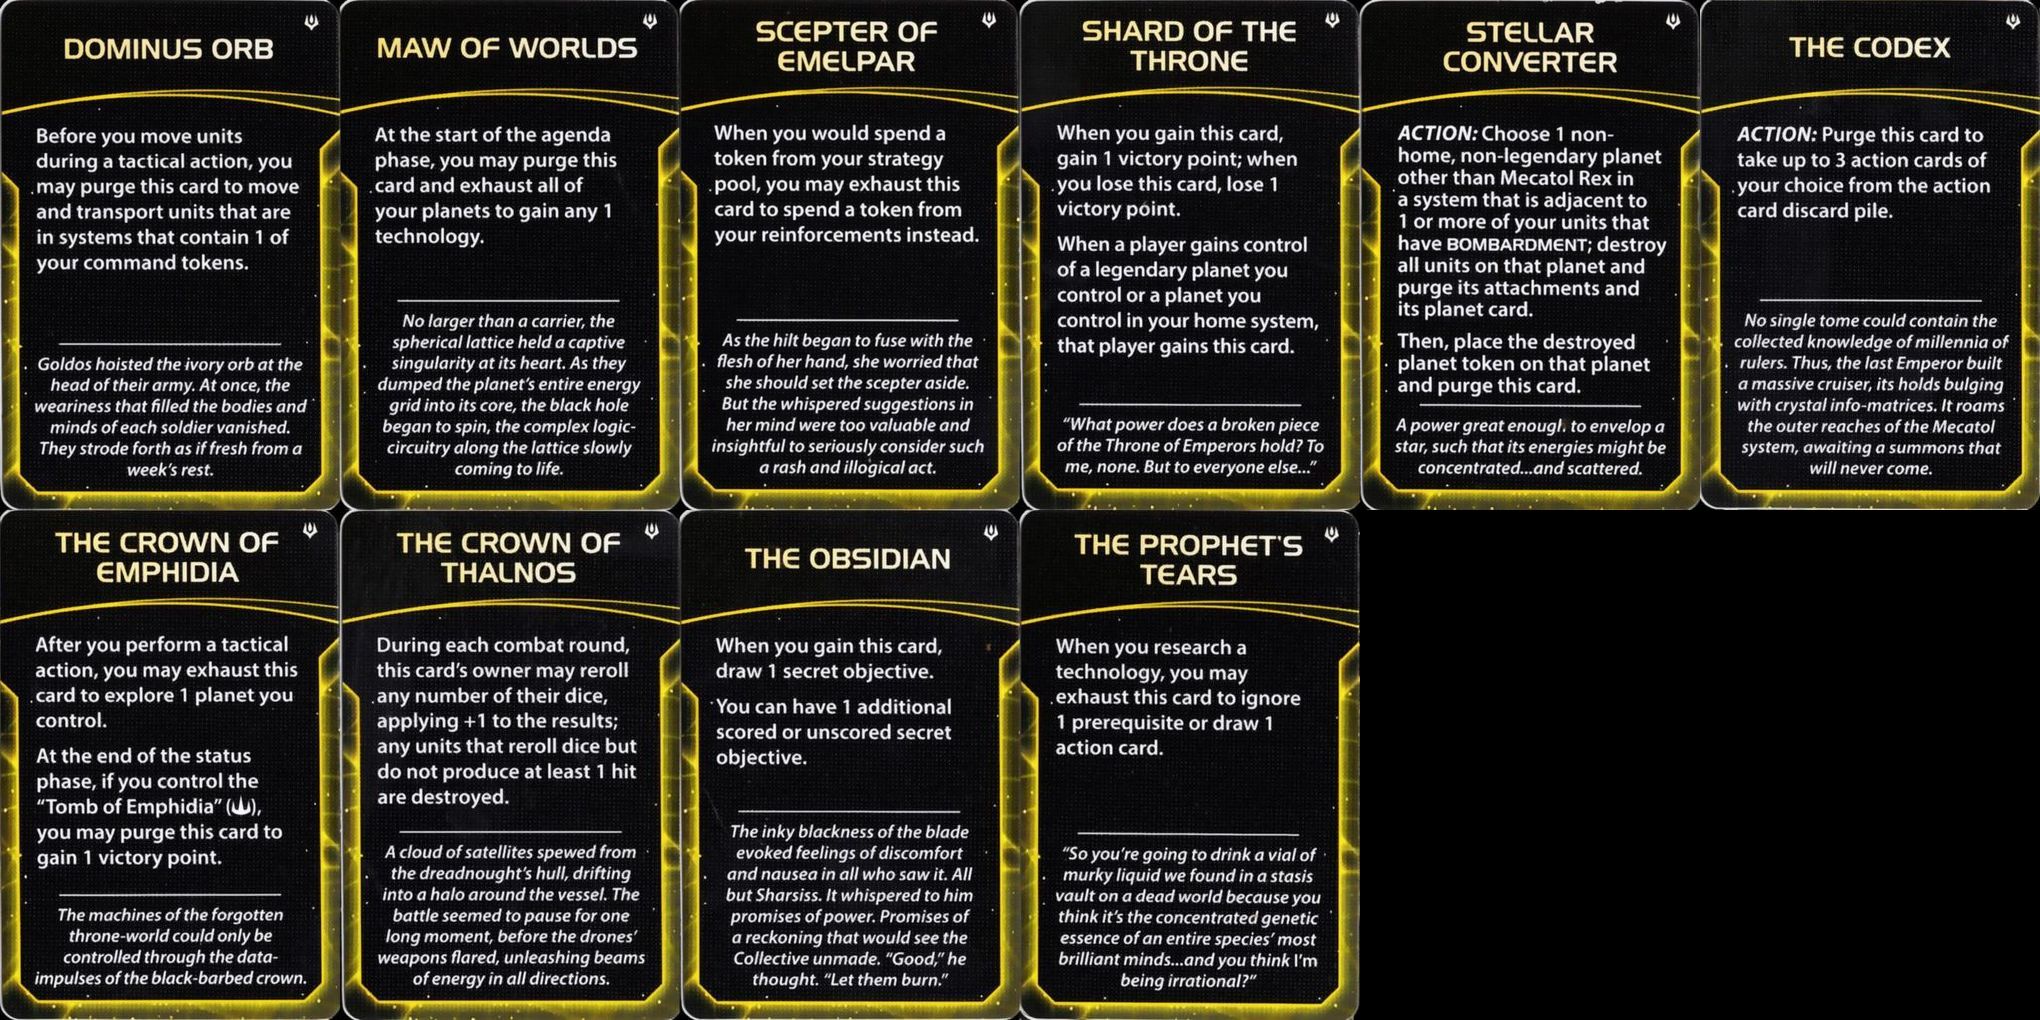 DOMINUS ORB
Before you move units
during a tactical action, you
may purge this card to move
and transport units that are
in systems that contain 1 of
your command tokens.
Goldos hoisted the ivory orb at the
head of their army. At once, the
weariness that filled the bodies and
minds of each soldier vanished.
They strode forth as if fresh from a
week's rest.
MAW OF WORLDS
At the start of the agenda
phase, you may purge this
card and exhaust all of
your planets to gain any 1
technology.
No larger than a carrier, the
spherical lattice held a captive
singularity at its heart. As they
dumped the planet's entire energy
grid into its core, the black hole
began to spin, the complex logic-
circuitry along the lattice slowly
coming to life.
SCEPTER OF
EMELPAR
When you would spend a
token from your strategy
pool, you may exhaust this
card to spend a token from
your reinforcements instead.
As the hilt began to fuse with the
flesh of her hand, she worried that
she should set the scepter aside.
But the whispered suggestions in
her mind were too valuable and
insightful to seriously consider such
a rash and illogical act.
SHARD OF THE
THRONE
When you gain this card,
gain 1 victory point; when
you lose this card, lose 1
victory point.
When a player gains control
of a legendary planet you
control or a planet you
control in your home system,
that player gains this card.
"What power does a broken piece
of the Throne of Emperors hold? To
me, none. But to everyone else..."
STELLAR
CONVERTER
ACTION: Choose 1 non-
home, non-legendary planet
other than Mecatol Rex in
a system that is adjacent to
1 or more of your units that
have BOMBARDMENT; destroy
all units on that planet and
purge its attachments and
its planet card.
Then, place the destroyed
planet token on that planet
and purge this card.
A power great enough to envelop a
star, such that its energies might be
concentrated...and scattered.
THE CODEX
ACTION: Purge this card to
take up to 3 action cards of
your choice from the action
card discard pile.
No single tome could contain the
collected knowledge of millennia of
rulers. Thus, the last Emperor built
a massive cruiser, its holds bulging
with crystal info-matrices. It roams
the outer reaches of the Mecatol
system, awaiting a summons that
will never come.
THE CROWN OF
EMPHIDIA
After you perform a tactical
action, you may exhaust this
card to explore 1 planet you
control.
At the end of the status
phase, if you control the
"Tomb of Emphidia" (),
you may purge this card to
gain 1 victory point.
The machines of the forgotten
throne-world could only be
controlled through the data-
impulses of the black-barbed crown.
THE CROWN OF
THALNOS
During each combat round,
this card's owner may reroll
any number of their dice,
applying +1 to the results;
any units that reroll dice but
do not produce at least 1 hit
are destroyed.
A cloud of satellites spewed from
the dreadnought's hull, drifting
into a halo around the vessel. The
battle seemed to pause for one
long moment, before the drones'
weapons flared, unleashing beams
of energy in all directions.
THE OBSIDIAN
When you gain this card,
draw 1 secret objective.
You can have 1 additional
scored or unscored secret
objective.
The inky blackness of the blade
evoked feelings of discomfort
and nausea in all who saw it. All
but Sharsiss. It whispered to him
promises of power. Promises of
a reckoning that would see the
Collective unmade. "Good," he
thought. "Let them burn."
THE PROPHET'S
TEARS
When you research a
technology, you may
exhaust this card to ignore
1 prerequisite or draw 1
action card.
"So you're going to drink a vial of
murky liquid we found in a stasis
vault on a dead world because you
think it's the concentrated genetic
essence of an entire species' most
brilliant minds...and you think I'm
being irrational?"